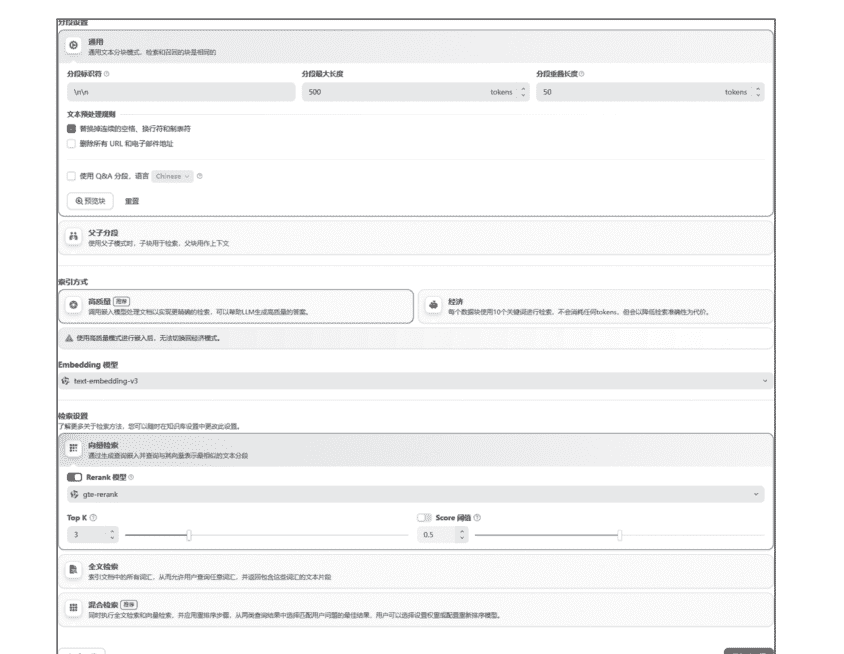 分段设置
通用
通用文本分块模式，检索和召回的块是相同的
分段标识符 分段最大长度 分段重叠长度
\n\n 500 tokens 50 tokens
文本预处理规则
替换掉连续的空格、换行符和制表符
删除所有 URL 和电子邮件地址
使用 Q&A 分段，语言 Chinese
预览块 重置
父子分段
使用父子模式时，子块用于检索，父块用作上下文
索引方式
高质量 推荐 经济
调用嵌入模型处理文档以实现更精确的检索，可以帮助LLM生成高质量的答案。 每个数据块使用10个关键词进行检索，不会消耗任何tokens，但会以降低检索准确性为代价。
使用高质量模式进行嵌入后，无法切换回经济模式。
Embedding 模型
text-embedding-v3
检索设置
了解更多关于检索方法，您可以随时在知识库设置中更改此设置。
向量检索
通过生成查询嵌入并查询与其向量表示最相似的文本分段
Rerank 模型
gte-rerank
Top K Score 阈值
3 0.5
全文检索
索引文档中的所有词汇，从而允许用户查询任意词汇，并返回包含这些词汇的文本片段
混合检索 推荐
同时执行全文检索和向量检索，并应用重排序步骤，从两类查询结果中选择匹配用户问题的最佳结果，用户可以选择设置权重或配置重新排序模型。